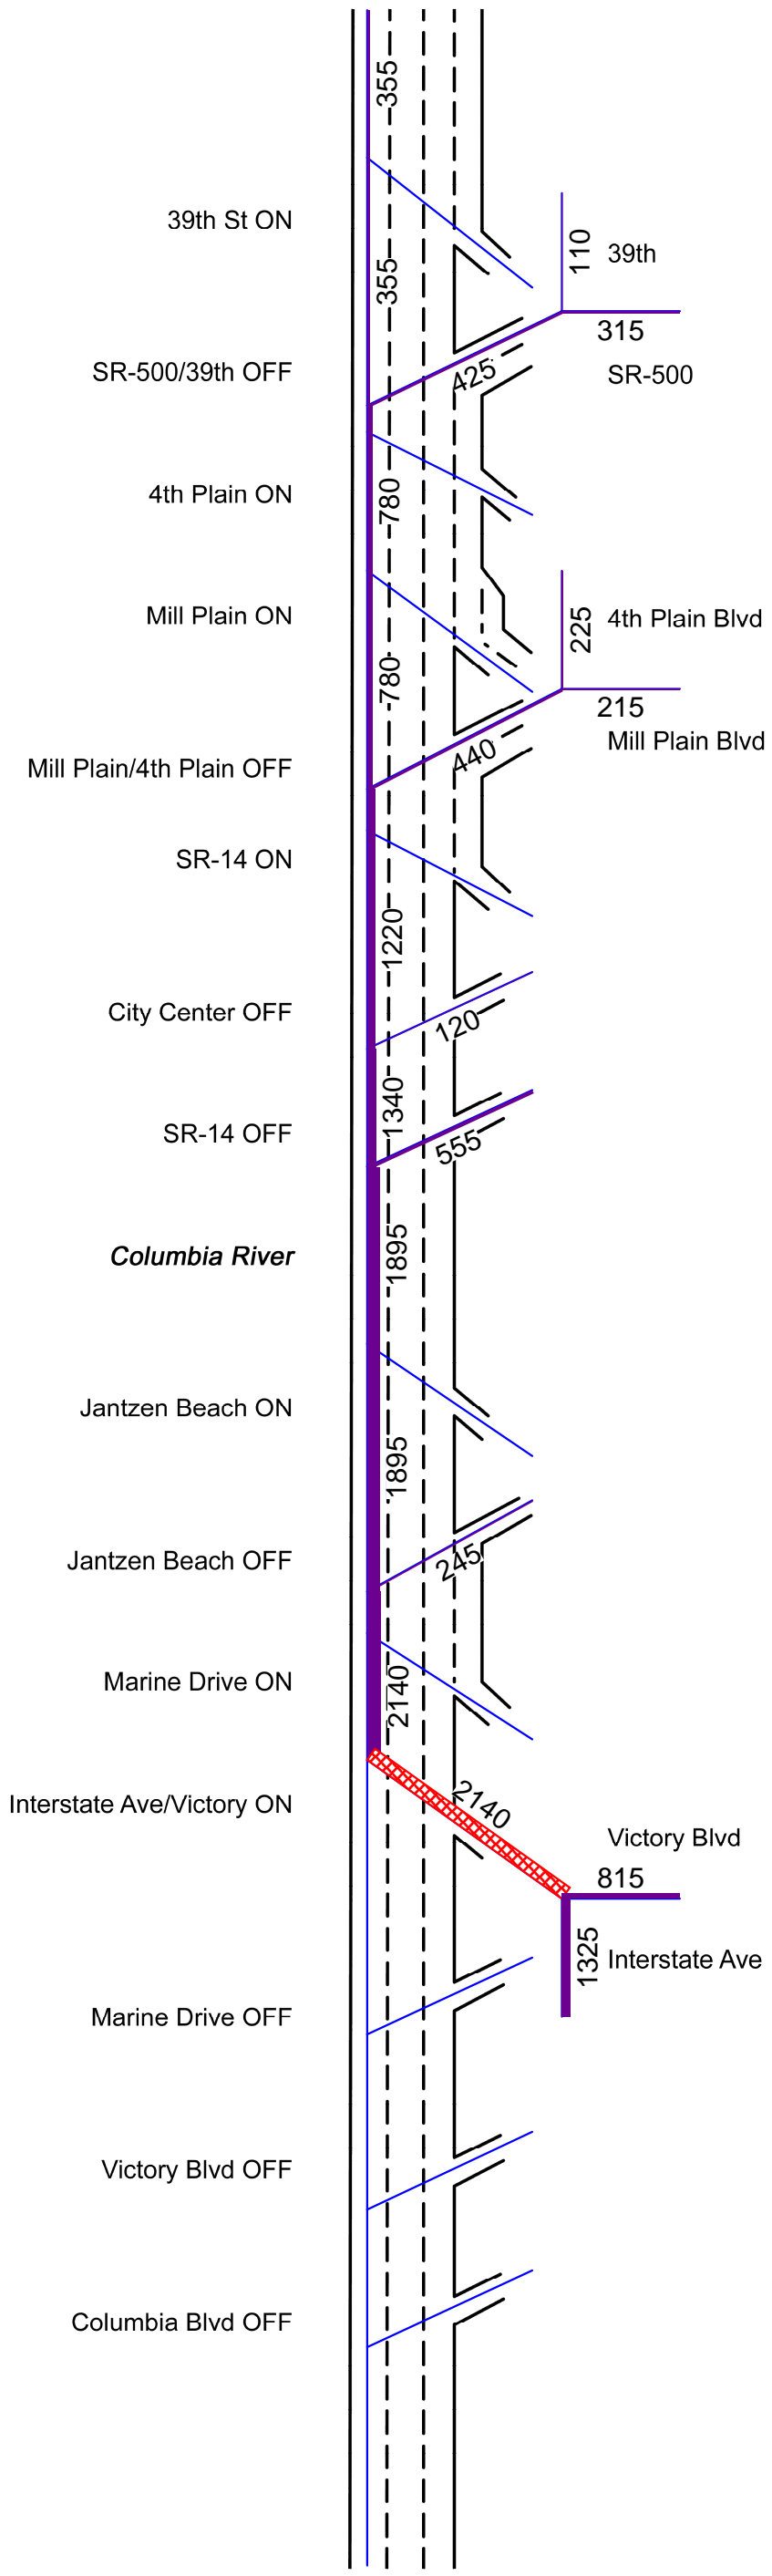 355
39th St ON
110
39th
355
315
SR-500/39th OFF
425
SR-500
4th Plain ON
780
Mill Plain ON
225
4th Plain Blvd
780
215
Mill Plain/4th Plain OFF
440
Mill Plain Blvd
SR-14 ON
1220
City Center OFF
120
1340
SR-14 OFF
555
Columbia River
1895
Jantzen Beach ON
1895
Jantzen Beach OFF
245
Marine Drive ON
2140
Interstate Ave/Victory ON
2140
Victory Blvd
815
1325
Interstate Ave
Marine Drive OFF
Victory Blvd OFF
Columbia Blvd OFF